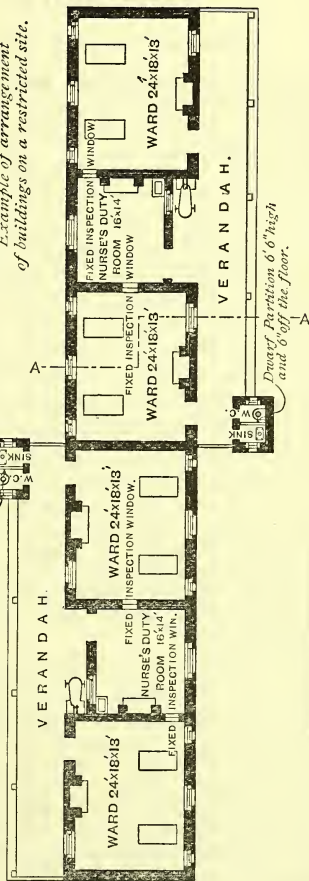 Example of arrangement
of buildings on a restricted site.
WARD 24'x18'x13'
VERANDAH.
FIXED INSPECTION
WINDOW
NURSE'S DUTY
ROOM 16'x14'
FIXED INSPECTION
WINDOW
WARD 24'x18'x13'
A
A
Dwarf Partition 6'6" high
and 6" off the floor.
W.C.
SINK
W.C.
SINK
WARD 24'x18'x13'
FIXED
INSPECTION WINDOW.
VERANDAH.
NURSE'S DUTY
ROOM 16'x14'
FIXED
INSPECTION WIN.
WARD 24'x18'x13'